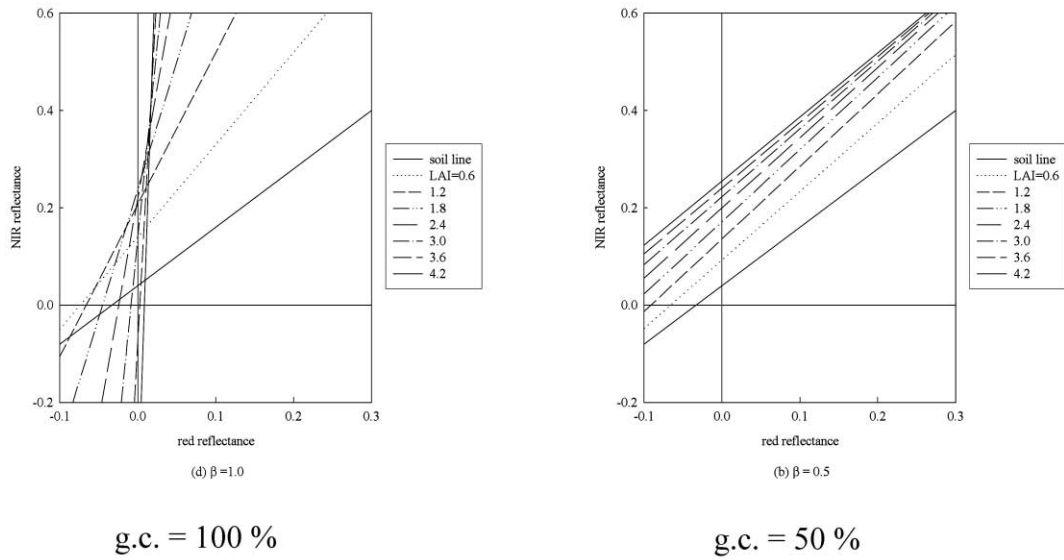 0.6
0.4
0.2
0.0
-0.2
NIR reflectance
-0.1
0.0
0.1
0.2
0.3
red reflectance
soil line
LAI=0.6
1.2
1.8
2.4
3.0
3.6
4.2
(d) β =1.0
g.c. = 100 %
0.6
0.4
0.2
0.0
-0.2
NIR reflectance
-0.1
0.0
0.1
0.2
0.3
red reflectance
soil line
LAI=0.6
1.2
1.8
2.4
3.0
3.6
4.2
(b) β = 0.5
g.c. = 50 %